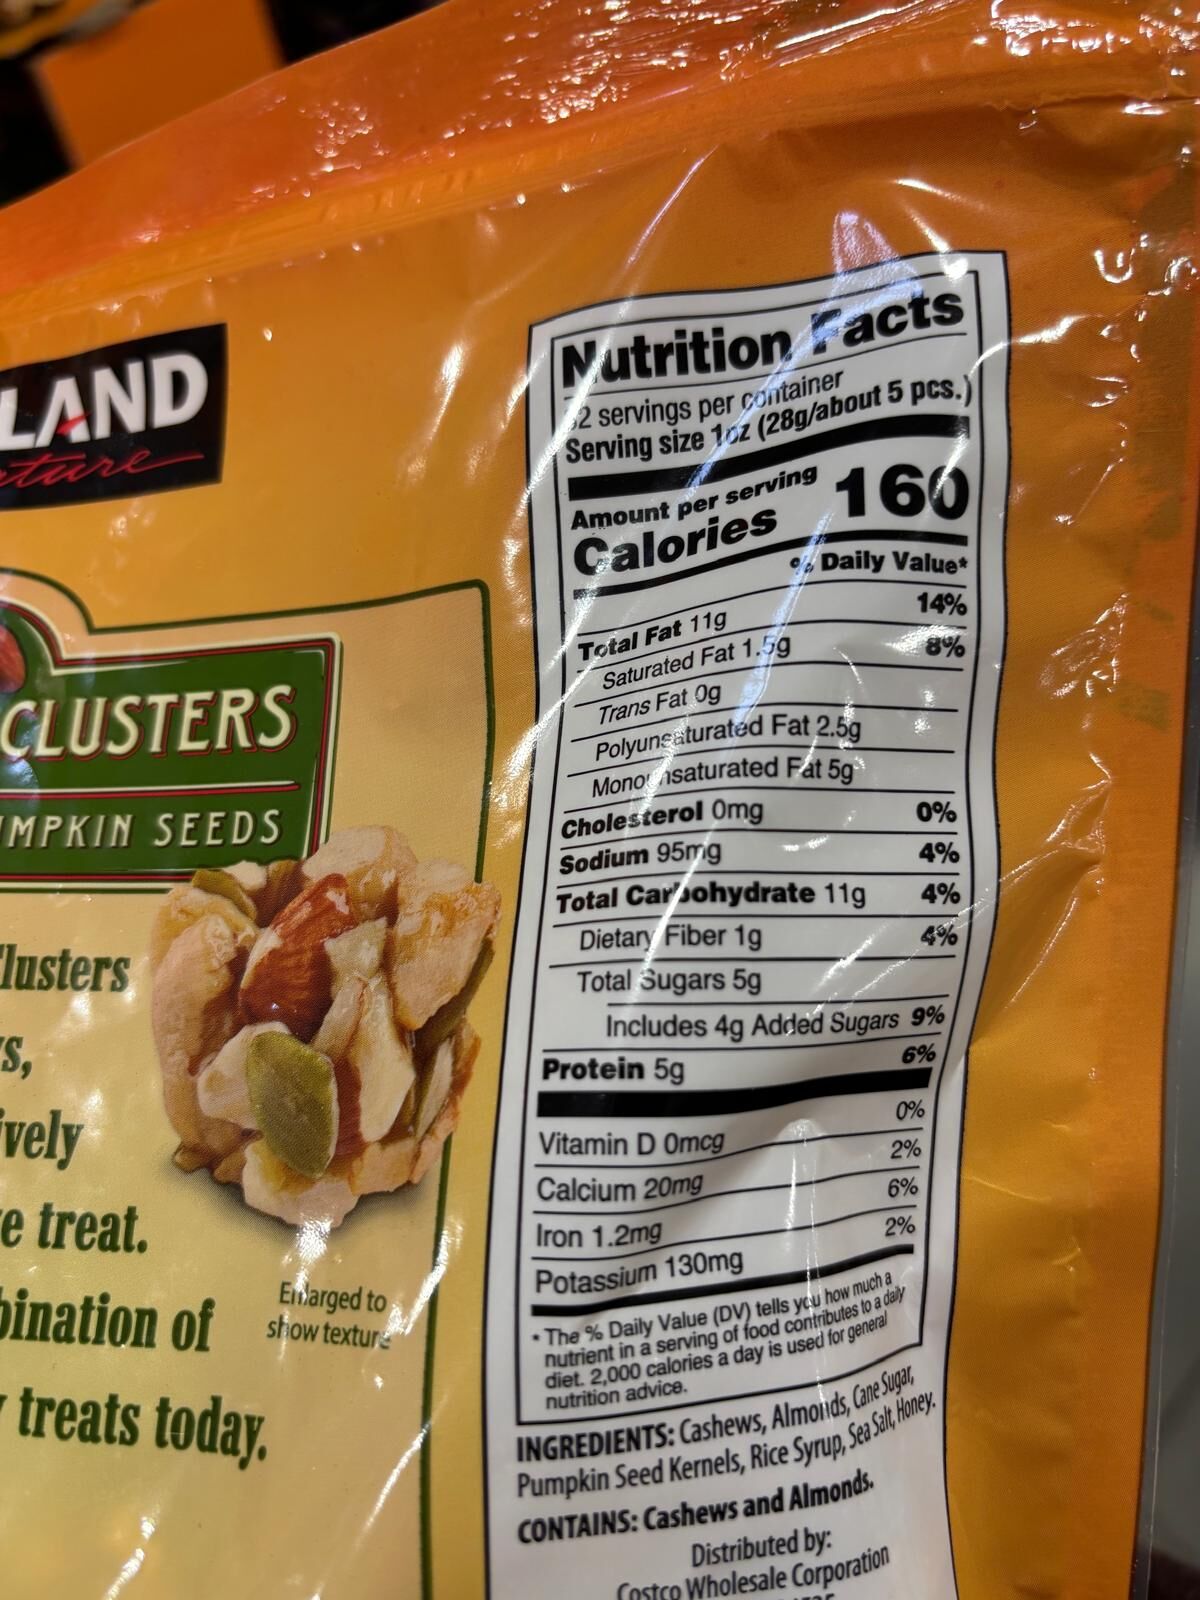 LAND
ature
CLUSTERS
MPKIN SEEDS
lusters
s,
ively
e treat.
bination of
treats today.
Enlarged to
show texture
Nutrition Facts
servings per container
Serving size 1oz (28g/about 5 pcs.)
Amount per serving
Calories 160
% Daily Value*
Total Fat 11g 14%
Saturated Fat 1.5g 8%
Trans Fat 0g
Polyunsaturated Fat 2.5g
Monounsaturated Fat 5g
Cholesterol 0mg 0%
Sodium 95mg 4%
Total Carbohydrate 11g 4%
Dietary Fiber 1g 4%
Total Sugars 5g
Includes 4g Added Sugars 9%
Protein 5g 6%
Vitamin D 0mcg 0%
Calcium 20mg 2%
Iron 1.2mg 6%
Potassium 130mg 2%
* The % Daily Value (DV) tells you how much a
nutrient in a serving of food contributes to a daily
diet. 2,000 calories a day is used for general
nutrition advice.
INGREDIENTS: Cashews, Almonds, Cane Sugar,
Pumpkin Seed Kernels, Rice Syrup, Sea Salt, Honey.
CONTAINS: Cashews and Almonds.
Distributed by:
Costco Wholesale Corporation